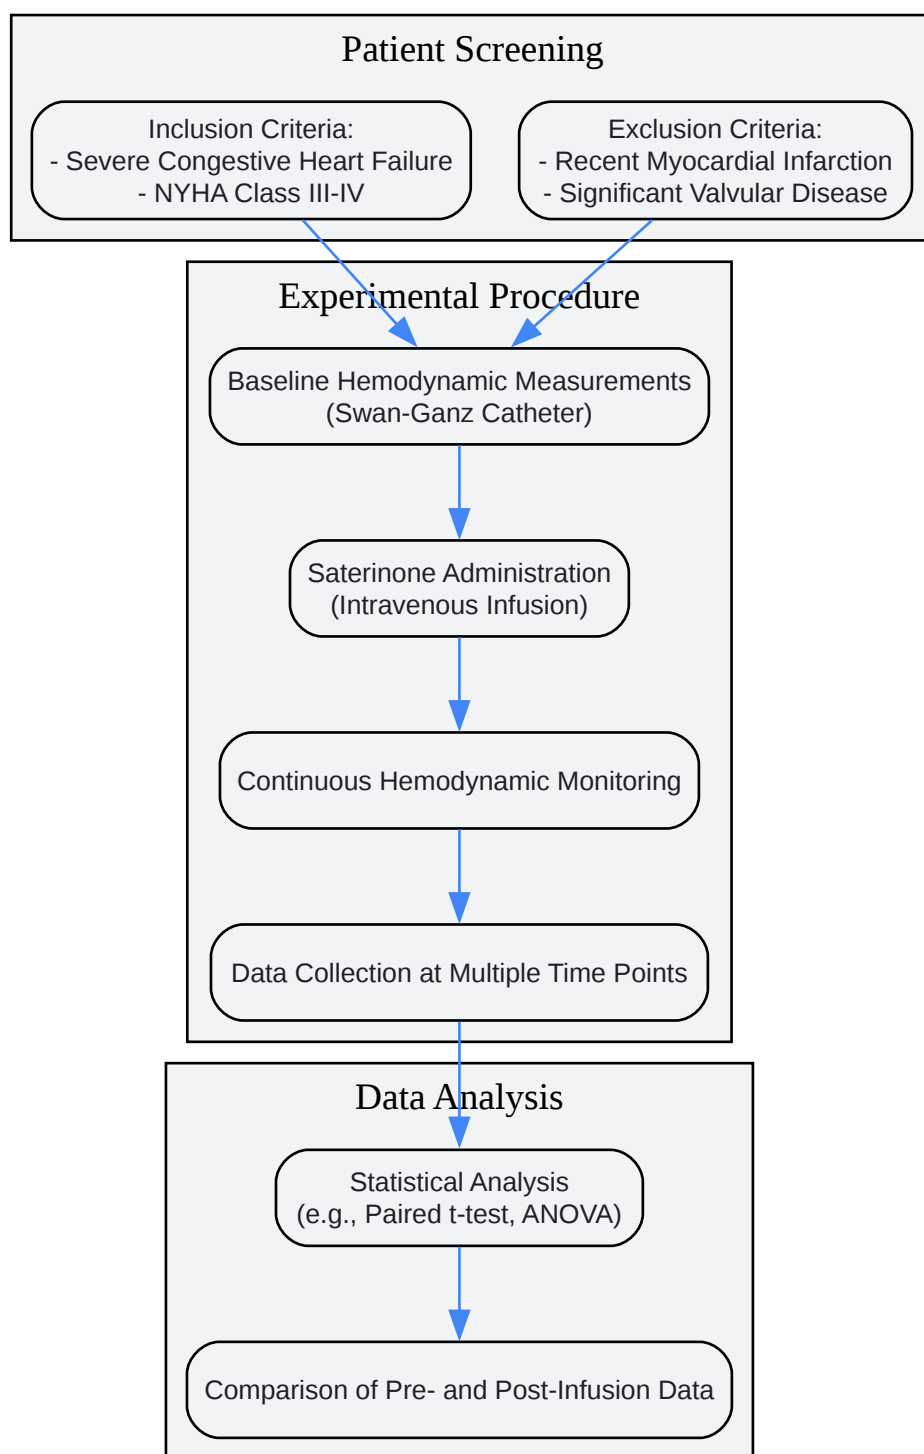 Patient Screening
Inclusion Criteria:
- Severe Congestive Heart Failure
- NYHA Class III-IV
Exclusion Criteria:
- Recent Myocardial Infarction
- Significant Valvular Disease
Experimental Procedure
Baseline Hemodynamic Measurements
(Swan-Ganz Catheter)
Saterinone Administration
(Intravenous Infusion)
Continuous Hemodynamic Monitoring
Data Collection at Multiple Time Points
Data Analysis
Statistical Analysis
(e.g., Paired t-test, ANOVA)
Comparison of Pre- and Post-Infusion Data